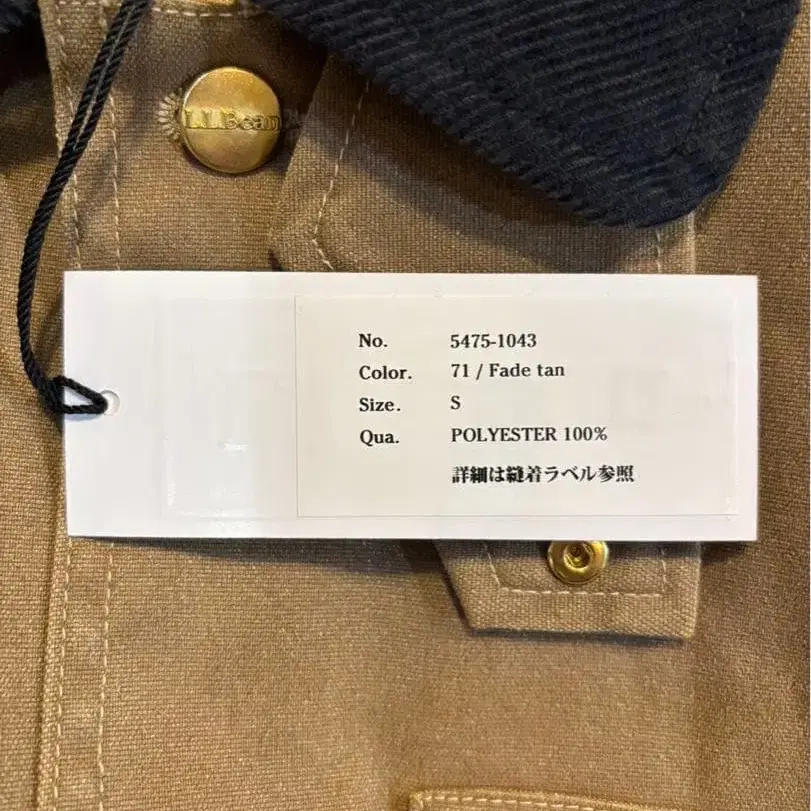 L.L.Bean
No. 5475-1043
Color. 71 / Fade tan
Size. S
Qua. POLYESTER 100%
詳細は縫着ラベル参照